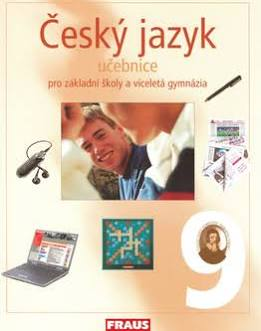 Český jazyk
učebnice
pro základní školy a víceletá gymnázia
9
FRAUS